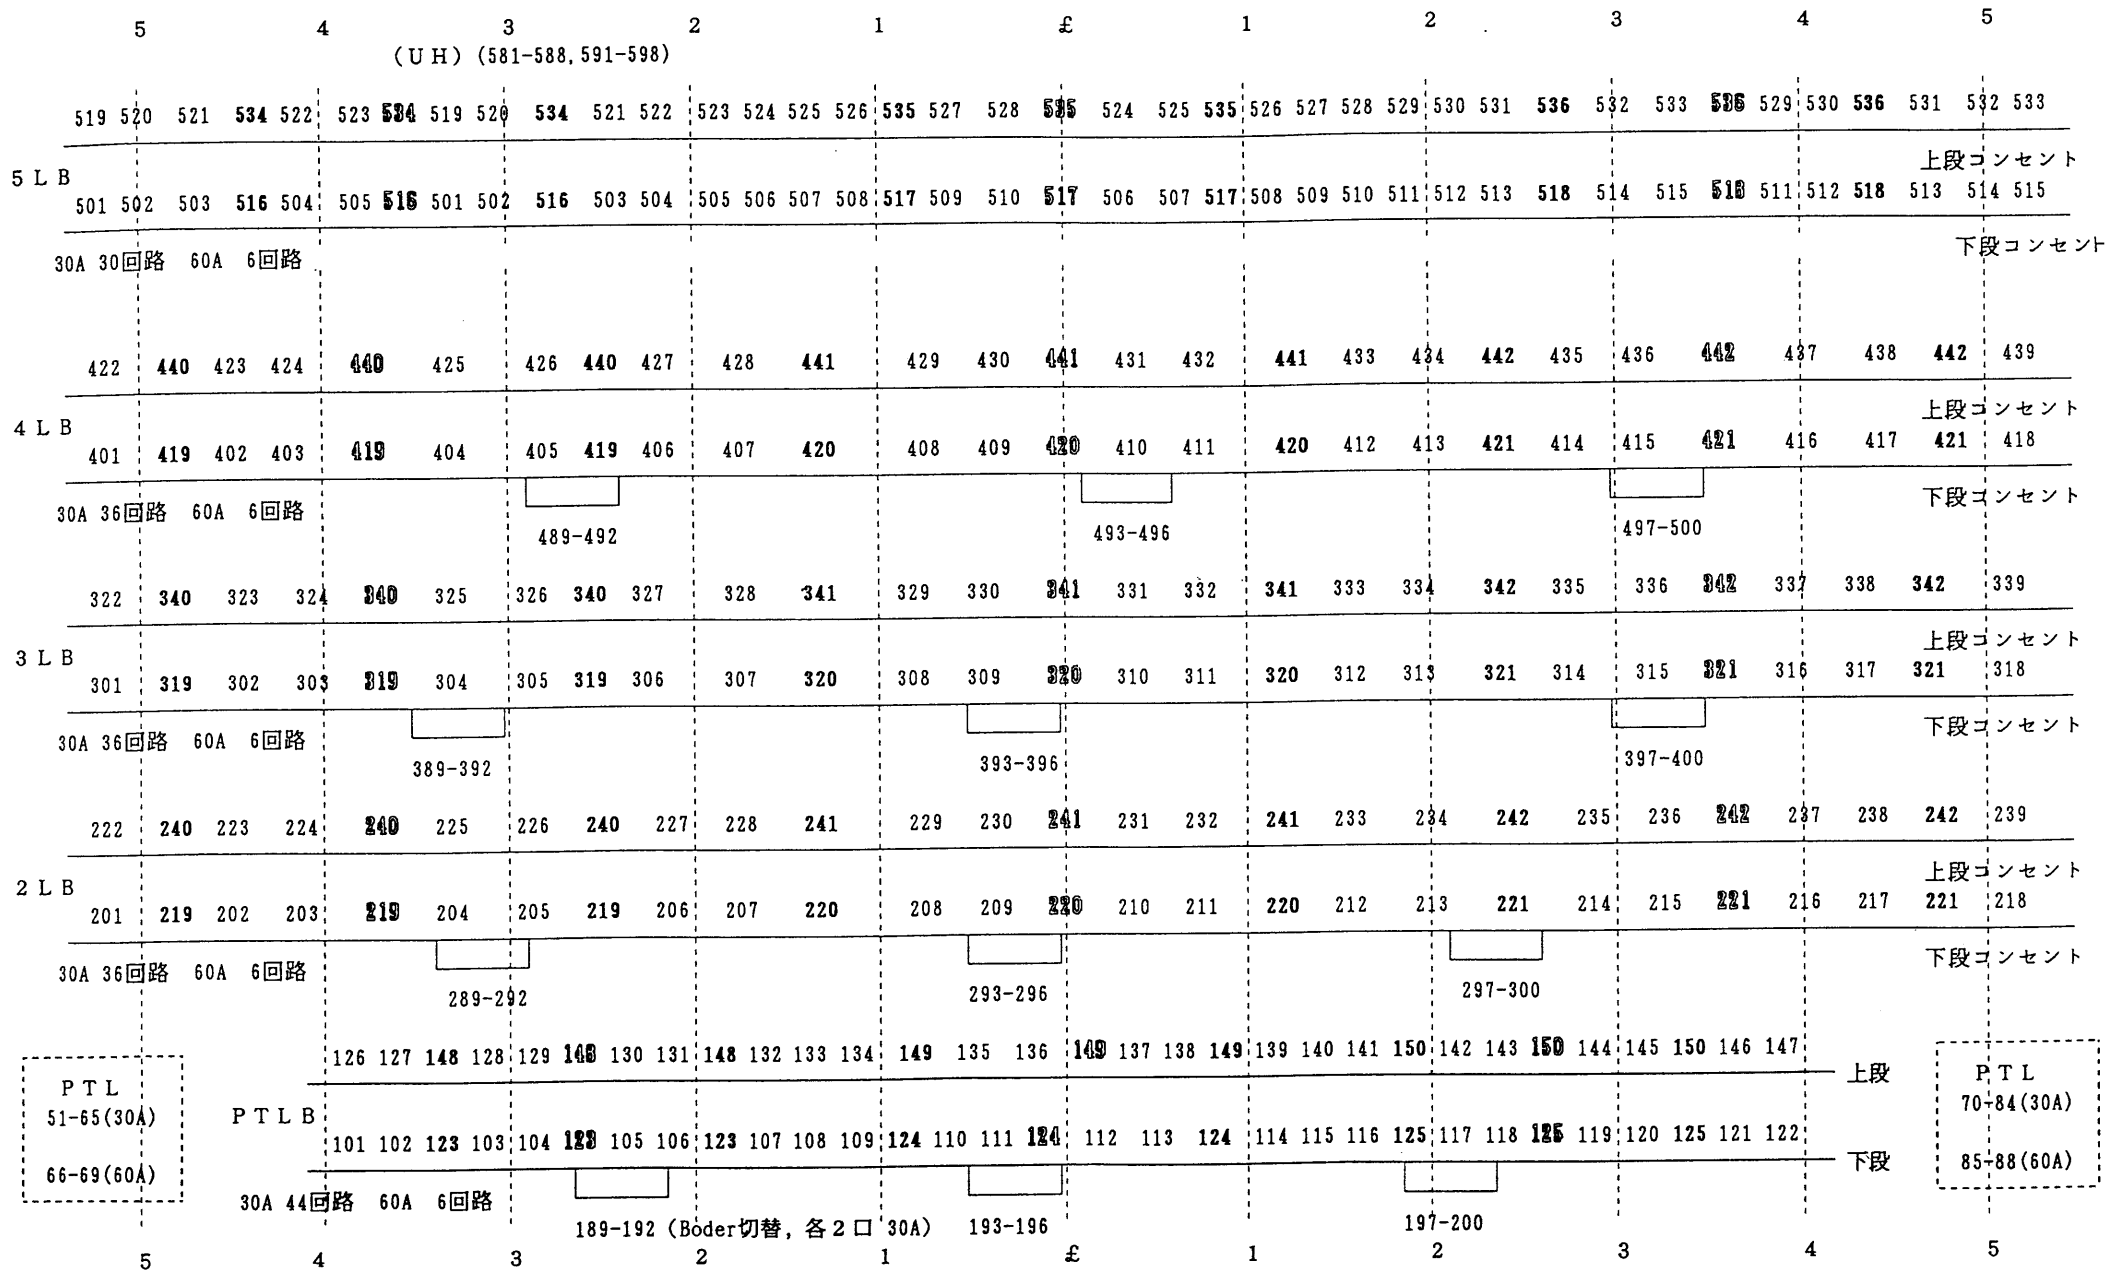 5 4 3 2 1 £ 1 2 3 4 5
(UH) (581-588,591-598)
519 520 521 534 522 523 534 519 520 534 521 522 523 524 525 526 535 527 528 535 524 525 535 526 527 528 529 530 531 536 532 533 536 529 530 536 531 532 533
上段コンセント
5LB
501 502 503 516 504 505 516 501 502 516 503 504 505 506 507 508 517 509 510 517 506 507 517 508 509 510 511 512 513 518 514 515 518 511 512 518 513 514 515
30A 30回路 60A 6回路
下段コンセント
422 440 423 424 440 425 426 440 427 428 441 429 430 441 431 432 441 433 434 442 435 436 442 437 438 442 439
上段コンセント
4LB
401 419 402 403 419 404 405 419 406 407 420 408 409 420 410 411 420 412 413 421 414 415 421 416 417 421 418
30A 36回路 60A 6回路
下段コンセント
489-492 493-496 497-500
322 340 323 324 340 325 326 340 327 328 341 329 330 341 331 332 341 333 334 342 335 336 342 337 338 342 339
上段コンセント
3LB
301 319 302 303 319 304 305 319 306 307 320 308 309 320 310 311 320 312 313 321 314 315 321 316 317 321 318
30A 36回路 60A 6回路
下段コンセント
389-392 393-396 397-400
222 240 223 224 240 225 226 240 227 228 241 229 230 241 231 232 241 233 234 242 235 236 242 237 238 242 239
上段コンセント
2LB
201 219 202 203 219 204 205 219 206 207 220 208 209 220 210 211 220 212 213 221 214 215 221 216 217 221 218
30A 36回路 60A 6回路
下段コンセント
289-292 293-296 297-300
126 127 148 128 129 148 130 131 148 132 133 134 149 135 136 149 137 138 149 139 140 141 150 142 143 150 144 145 150 146 147
上段
PTL
51-65(30A)
66-69(60A)
PTLB
101 102 123 103 104 123 105 106 123 107 108 109 124 110 111 124 112 113 124 114 115 116 125 117 118 125 119 120 125 121 122
下段
PTL
70-84(30A)
85-88(60A)
30A 44回路 60A 6回路
189-192 (Boder切替,各2口 30A) 193-196 197-200
5 4 3 2 1 £ 1 2 3 4 5